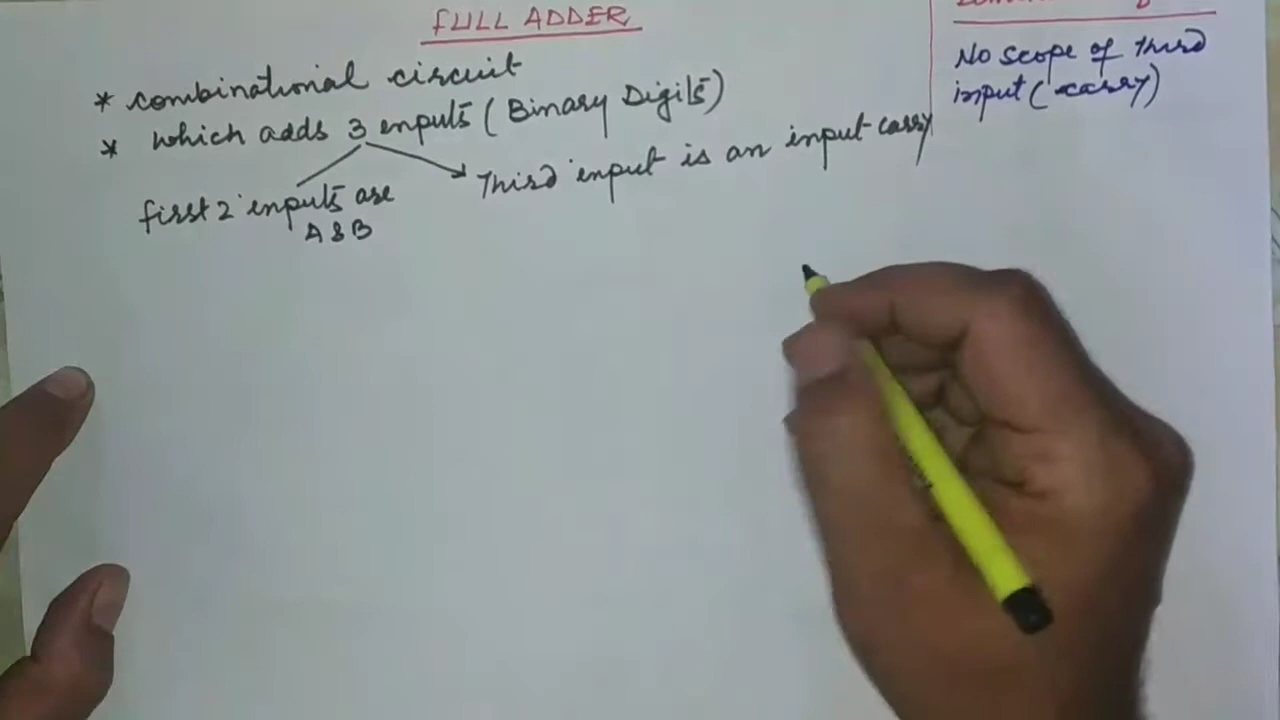 FULL ADDER
* combinational circuit
* which adds 3 inputs (Binary Digits)
first 2 inputs are
A & B
Third input is an input carry
No scope of third
input (carry)